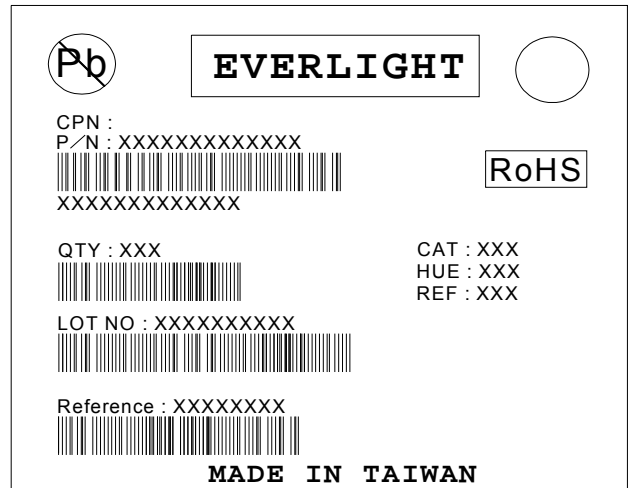 Pb
EVERLIGHT
CPN :
P/N : XXXXXXXXXXXXX
RoHS
XXXXXXXXXXXXX
QTY : XXX
CAT : XXX
HUE : XXX
REF : XXX
LOT NO : XXXXXXXXXX
Reference : XXXXXXXX
MADE IN TAIWAN